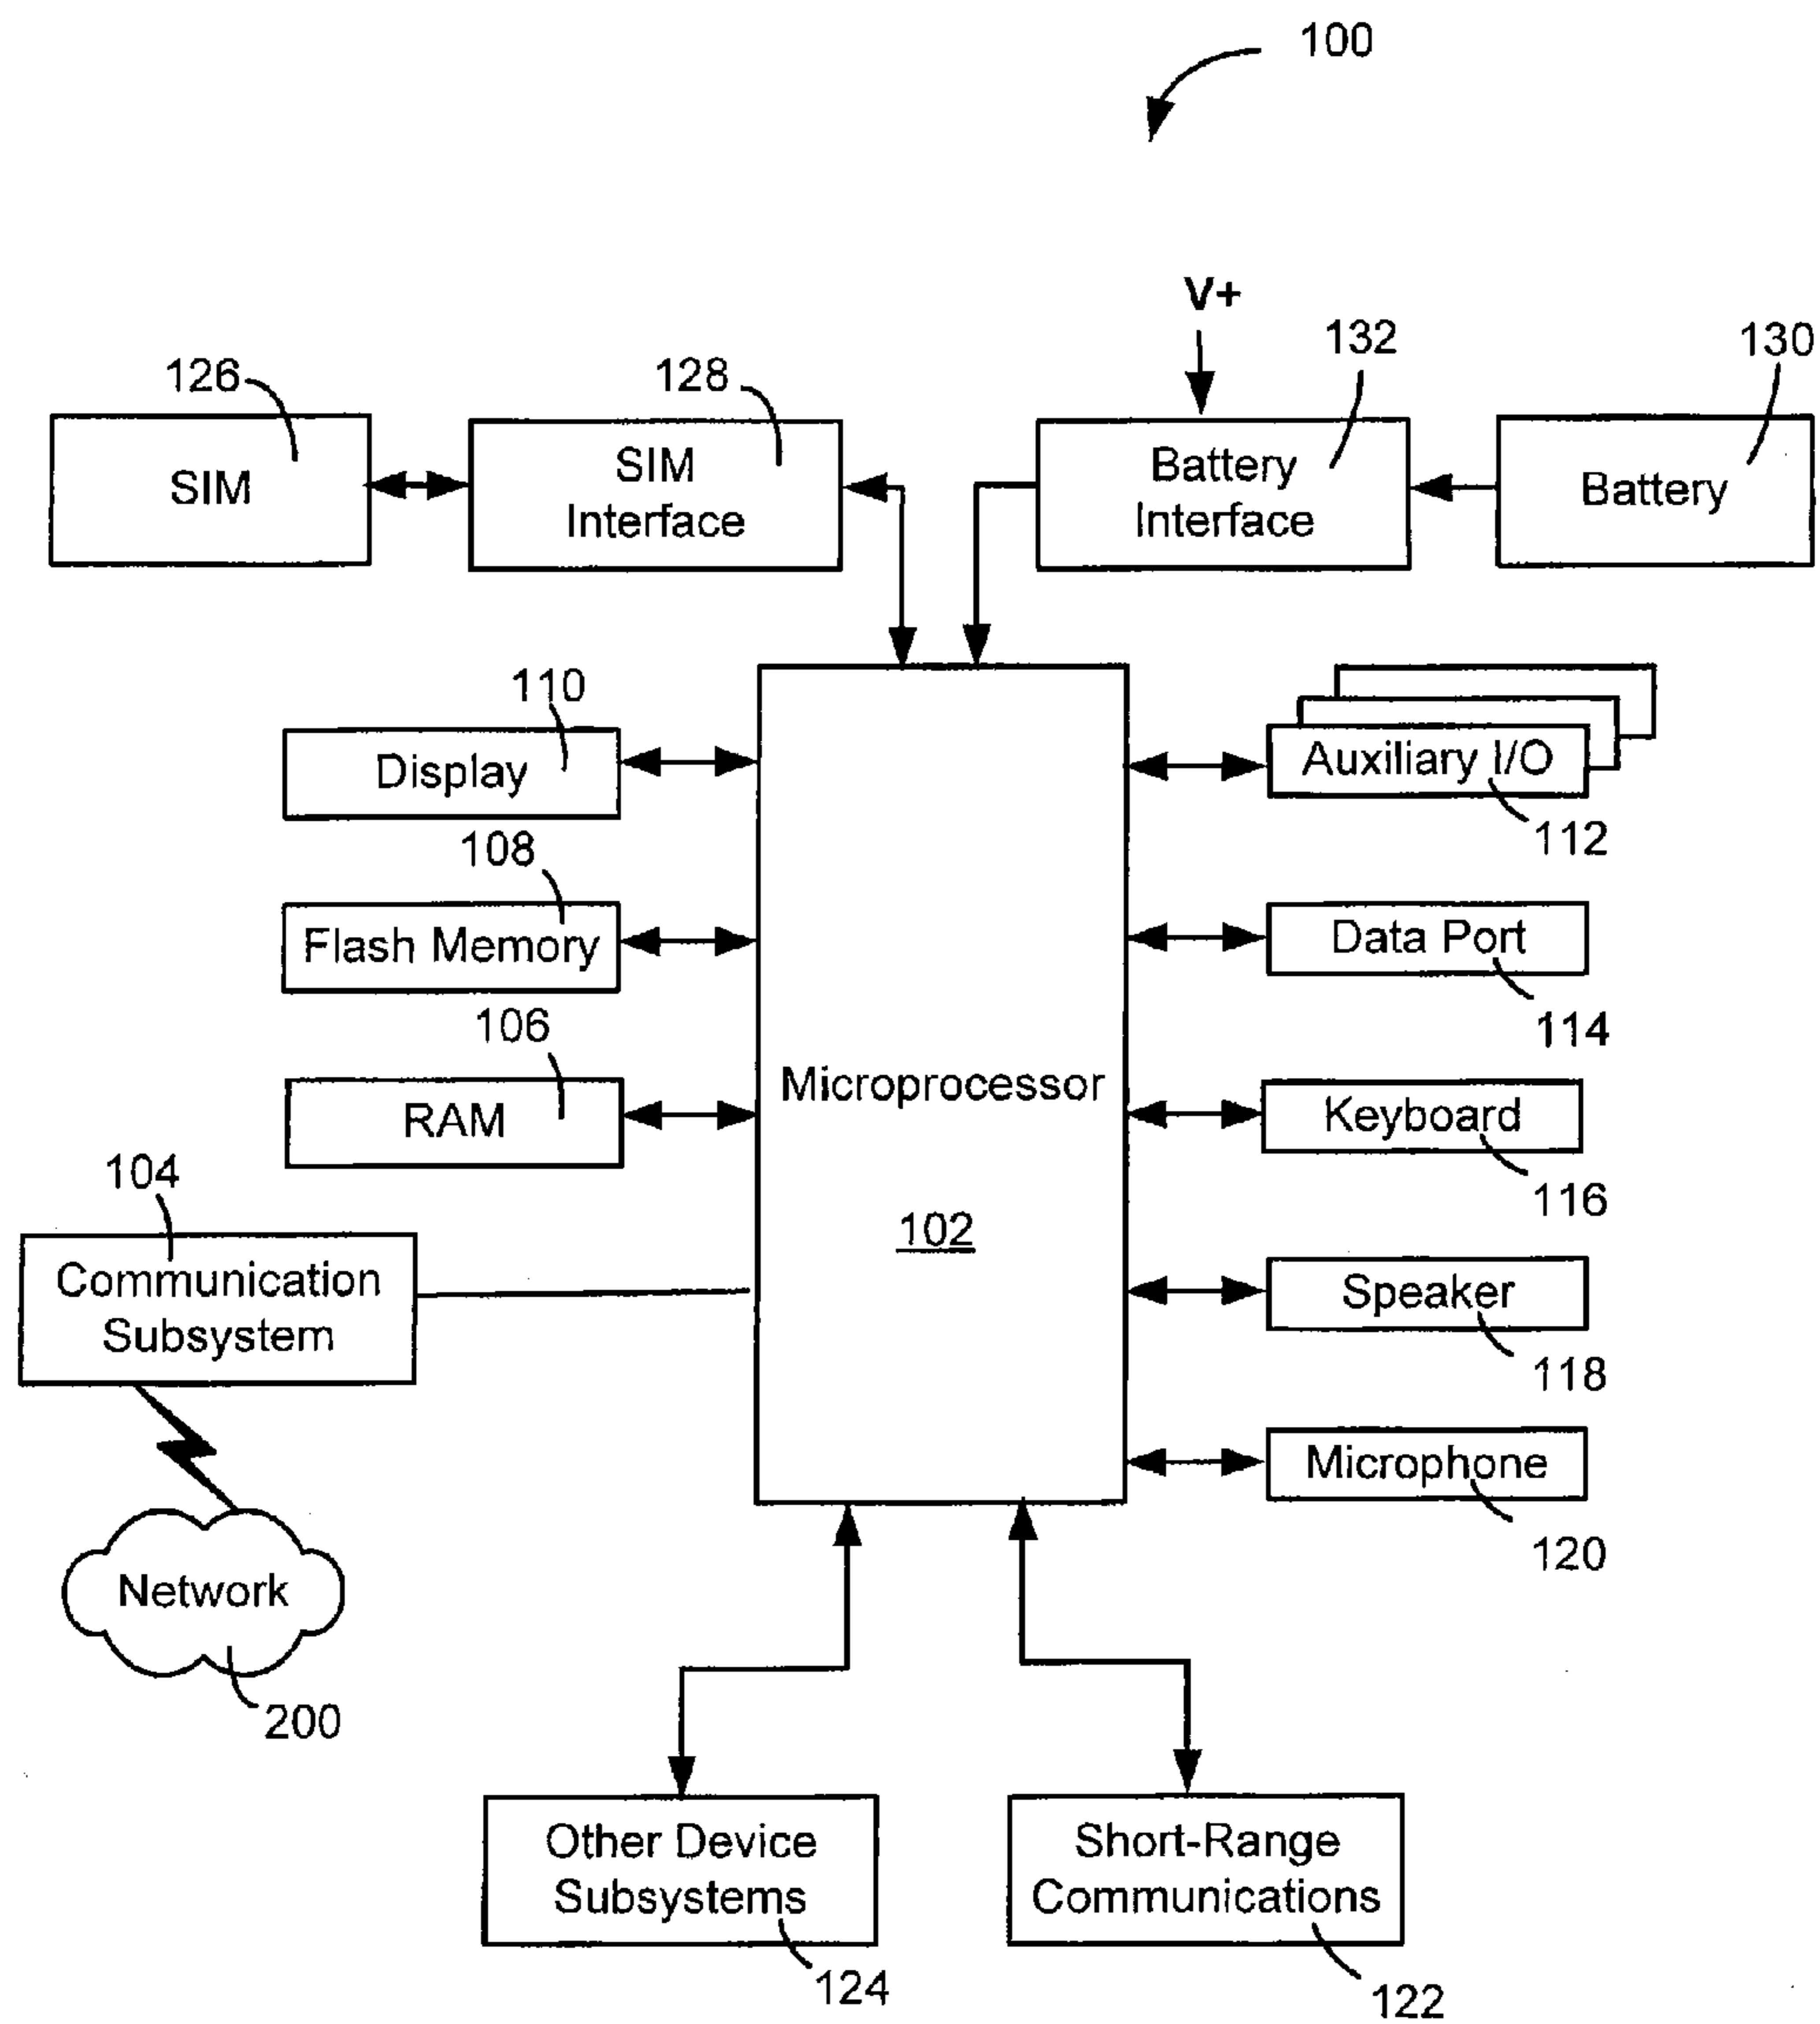 100
V+
126
128
132
130
SIM
SIM
Interface
Battery
Interface
Battery
110
Display
Auxiliary I/O
112
108
Flash Memory
Data Port
114
106
RAM
Microprocessor
102
Keyboard
116
104
Communication
Subsystem
Speaker
118
Microphone
120
Network
200
Other Device
Subsystems
124
Short-Range
Communications
122